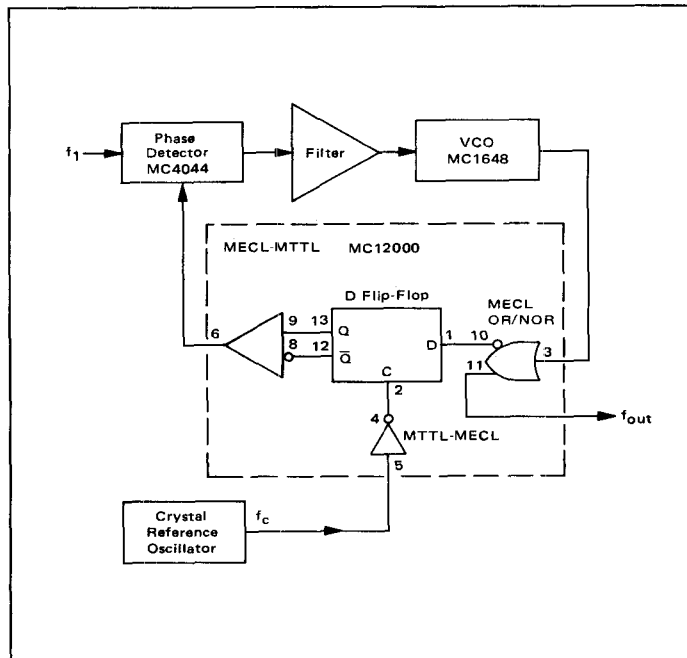 f1
Phase
Detector
MC4044
Filter
VCO
MC1648
MECL-MTTL MC12000
D Flip-Flop
MECL
OR/NOR
6
9 13 Q
8 12 Q̅
D 1 10
11
3
C
2
4
MTTL-MECL
5
fout
Crystal
Reference
Oscillator
fc